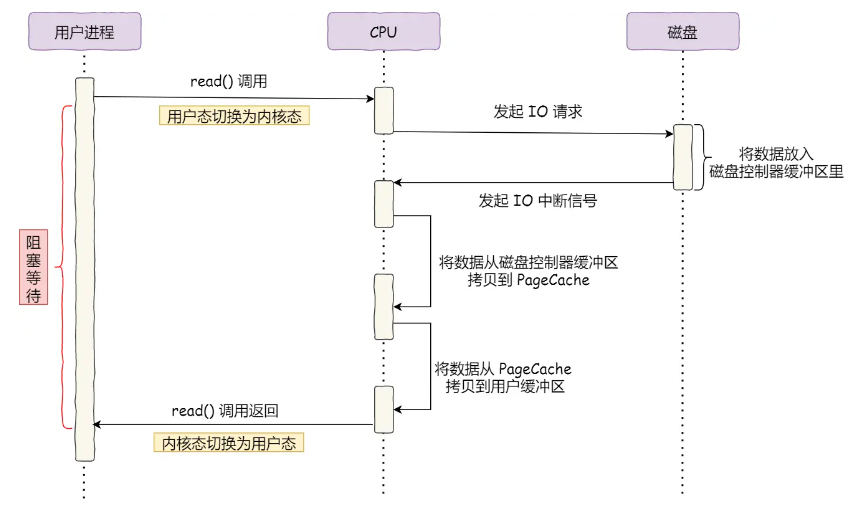 用户进程
CPU
磁盘
read() 调用
用户态切换为内核态
发起 IO 请求
将数据放入
磁盘控制器缓冲区里
发起 IO 中断信号
阻塞等待
将数据从磁盘控制器缓冲区
拷贝到 PageCache
将数据从 PageCache
拷贝到用户缓冲区
read() 调用返回
内核态切换为用户态